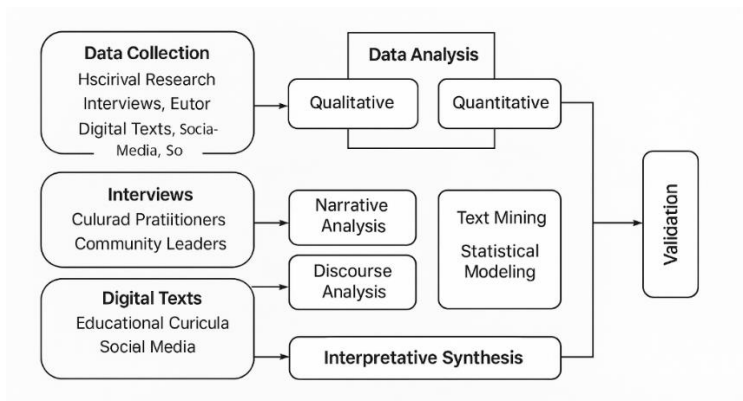 Data Collection
Hscirival Research
Interviews, Eutor
Digital Texts, Socia-
Media, So
Data Analysis
Qualitative
Quantitative
Interviews
Culurad Pratiitioners
Community Leaders
Narrative
Analysis
Text Mining
Statistical
Modeling
Discourse
Analysis
Digital Texts
Educational Curicula
Social Media
Interpretative Synthesis
Validation